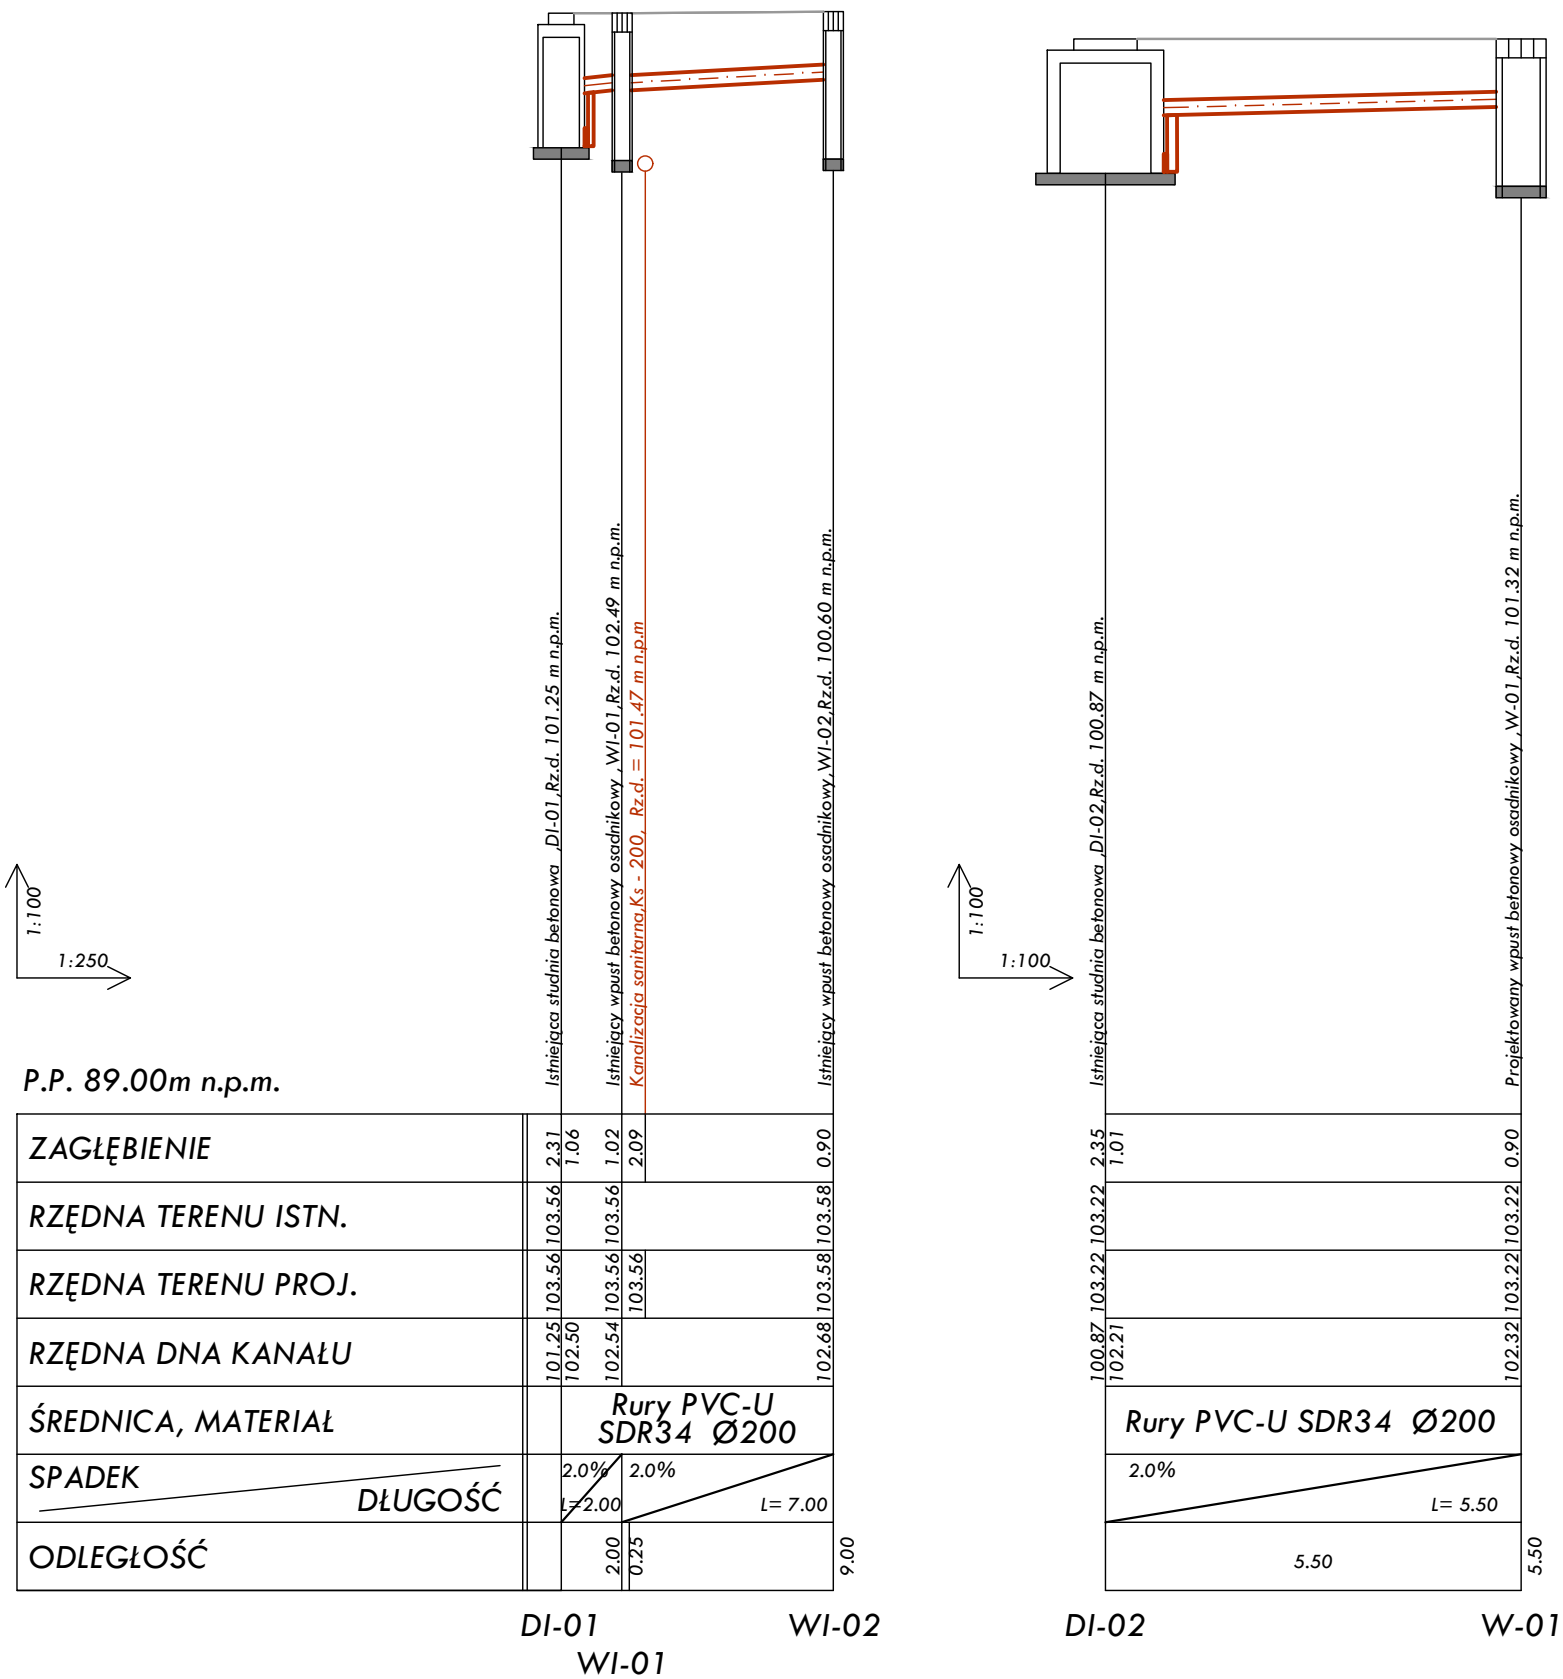 Istniejąca studnia betonowa ,DI-01,Rz.d. 101.25 m n.p.m.
Istniejący wpust betonowy osadnikowy ,WI-01,Rz.d. 102.49 m n.p.m.
Kanalizacja sanitarna,Ks - 200, Rz.d. = 101.47 m n.p.m
Istniejący wpust betonowy osadnikowy,WI-02,Rz.d. 100.60 m n.p.m.
Istniejąca studnia betonowa ,DI-02,Rz.d. 100.87 m n.p.m.
Projektowany wpust betonowy osadnikowy ,W-01,Rz.d. 101.32 m n.p.m.
1:100
1:250
1:100
1:100
P.P. 89.00m n.p.m.
ZAGŁĘBIENIE 2.31 1.06 1.02 2.09 0.90 2.35 1.01 0.90
RZĘDNA TERENU ISTN. 103.56 103.56 103.58 103.22 103.22
RZĘDNA TERENU PROJ. 103.56 103.56 103.56 103.58 103.22 103.22
RZĘDNA DNA KANAŁU 101.25 102.50 102.54 102.68 100.87 102.21 102.32
ŚREDNICA, MATERIAŁ
Rury PVC-U
SDR34 Ø200
Rury PVC-U SDR34 Ø200
SPADEK 2.0% 2.0% 2.0%
DŁUGOŚĆ L=2.00 L= 7.00 L= 5.50
ODLEGŁOŚĆ 2.00 0.25 9.00 5.50 5.50
DI-01 WI-02 DI-02 W-01
WI-01